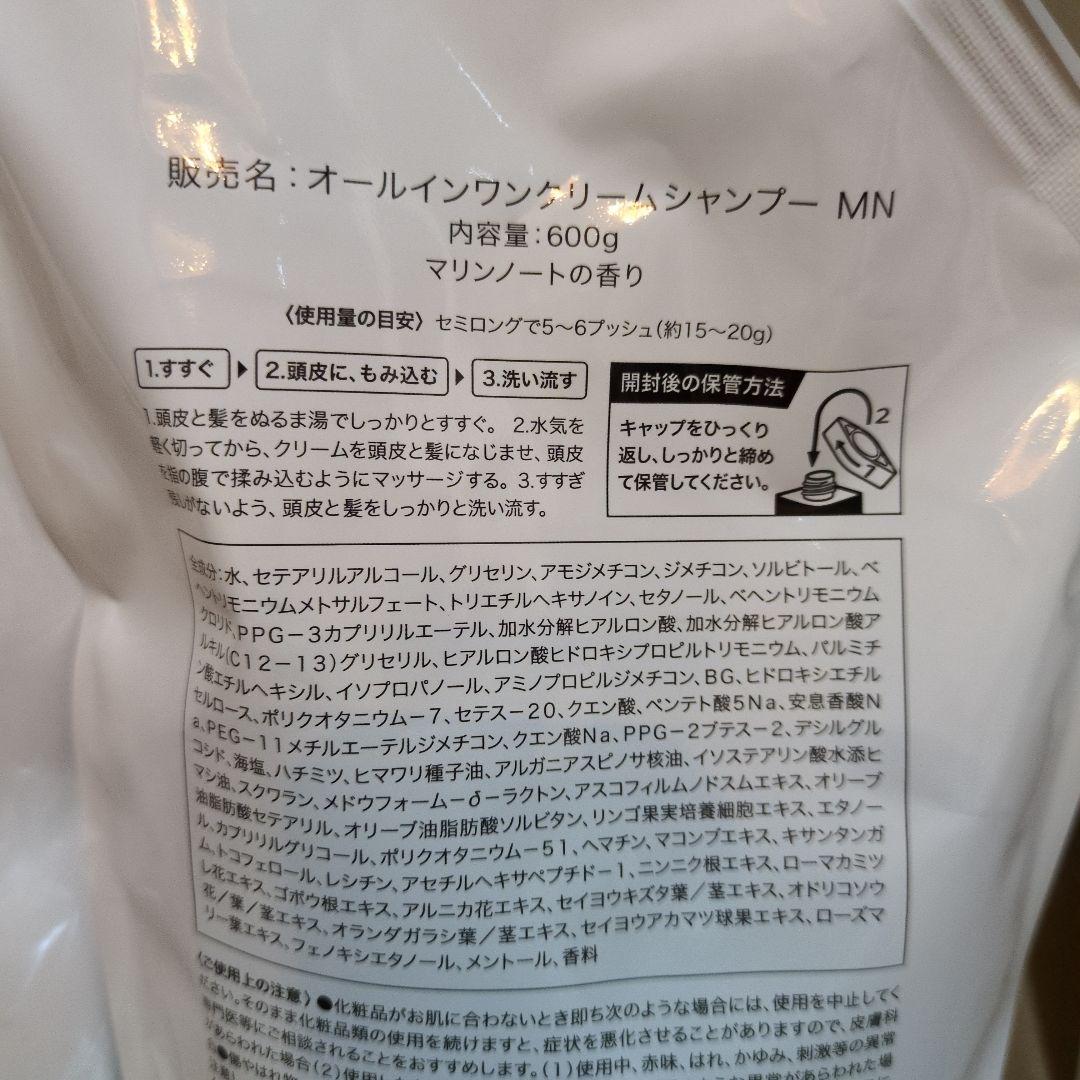 販売名：オールインワンクリームシャンプー MN
内容量：600g
マリンノートの香り
〈使用量の目安〉セミロングで5～6プッシュ（約15～20g）
1.すすぐ ▶ 2.頭皮に、もみ込む ▶ 3.洗い流す
1.頭皮と髪をぬるま湯でしっかりとすすぐ。 2.水気を
軽く切ってから、クリームを頭皮と髪になじませ、頭皮
を指の腹で揉み込むようにマッサージする。3.すすぎ
残しがないよう、頭皮と髪をしっかりと洗い流す。
開封後の保管方法
キャップをひっくり
返し、しっかりと締め
て保管してください。
2
全成分：水、セテアリルアルコール、グリセリン、アモジメチコン、ジメチコン、ソルビトール、ベ
ヘントリモニウムメトサルフェート、トリエチルヘキサノイン、セタノール、ベヘントリモニウム
クロリド、PPG－3カプリリルエーテル、加水分解ヒアルロン酸、加水分解ヒアルロン酸ア
ルキル(C12－13)グリセリル、ヒアルロン酸ヒドロキシプロピルトリモニウム、パルミチ
ン酸エチルヘキシル、イソプロパノール、アミノプロピルジメチコン、BG、ヒドロキシエチル
セルロース、ポリクオタニウム－7、セテス－20、クエン酸、ペンテト酸5Na、安息香酸N
a、PEG－11メチルエーテルジメチコン、クエン酸Na、PPG－2ブテス－2、デシルグル
コシド、海塩、ハチミツ、ヒマワリ種子油、アルガニアスピノサ核油、イソステアリン酸水添ヒ
マシ油、スクワラン、メドウフォーム－δ－ラクトン、アスコフィルムノドスムエキス、オリーブ
油脂肪酸セテアリル、オリーブ油脂肪酸ソルビタン、リンゴ果実培養細胞エキス、エタノー
ル、カプリリルグリコール、ポリクオタニウム－51、ヘマチン、マコンブエキス、キサンタンガ
ム、トコフェロール、レシチン、アセチルヘキサペプチド－1、ニンニク根エキス、ローマカミツ
レ花エキス、ゴボウ根エキス、アルニカ花エキス、セイヨウキズタ葉／茎エキス、オドリコソウ
花／葉／茎エキス、オランダガラシ葉／茎エキス、セイヨウアカマツ球果エキス、ローズマ
リー葉エキス、フェノキシエタノール、メントール、香料
〈ご使用上の注意〉●化粧品がお肌に合わないとき即ち次のような場合には、使用を中止してく
ださい。そのまま化粧品類の使用を続けますと、症状を悪化させることがありますので、皮膚科
専門医等にご相談されることをおすすめします。(1)使用中、赤味、はれ、かゆみ、刺激等の異常
があらわれた場合(2)使用した